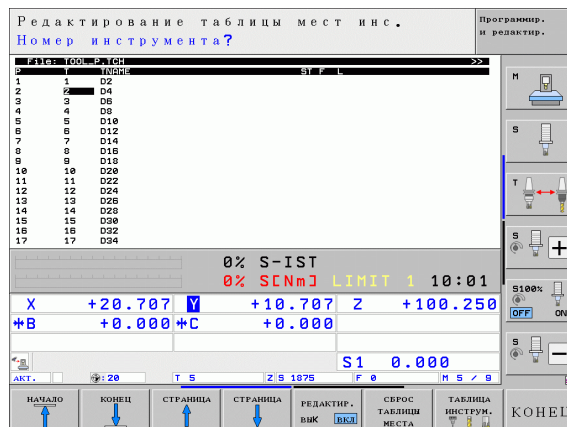 Редактирование таблицы мест инс.
Номер инструмента?
Программир.
и редактир.
File: TOOL_P.TCH >>
P T TNAME ST F L
1 1 D2
2 2 D4
3 3 D6
4 4 D8
5 5 D10
6 6 D12
7 7 D14
8 8 D16
9 9 D18
10 10 D20
11 11 D22
12 12 D24
13 13 D26
14 14 D28
15 15 D30
16 16 D32
17 17 D34
0% S-IST
0% S[Nm] LIMIT 1 10:01
X +20.707 Y +10.707 Z +100.250
*B +0.000 *C +0.000
S1 0.000
АКТ. : 20 T 5 Z S 1875 F 0 M 5 / 9
M
S
T
S
S100%
OFF ON
S
НАЧАЛО
КОНЕЦ
СТРАНИЦА
СТРАНИЦА
РЕДАКТИР.
ВЫК ВКЛ
СБРОС
ТАБЛИЦЫ
МЕСТА
ТАБЛИЦА
ИНСТРУМ.
КОНЕЦ